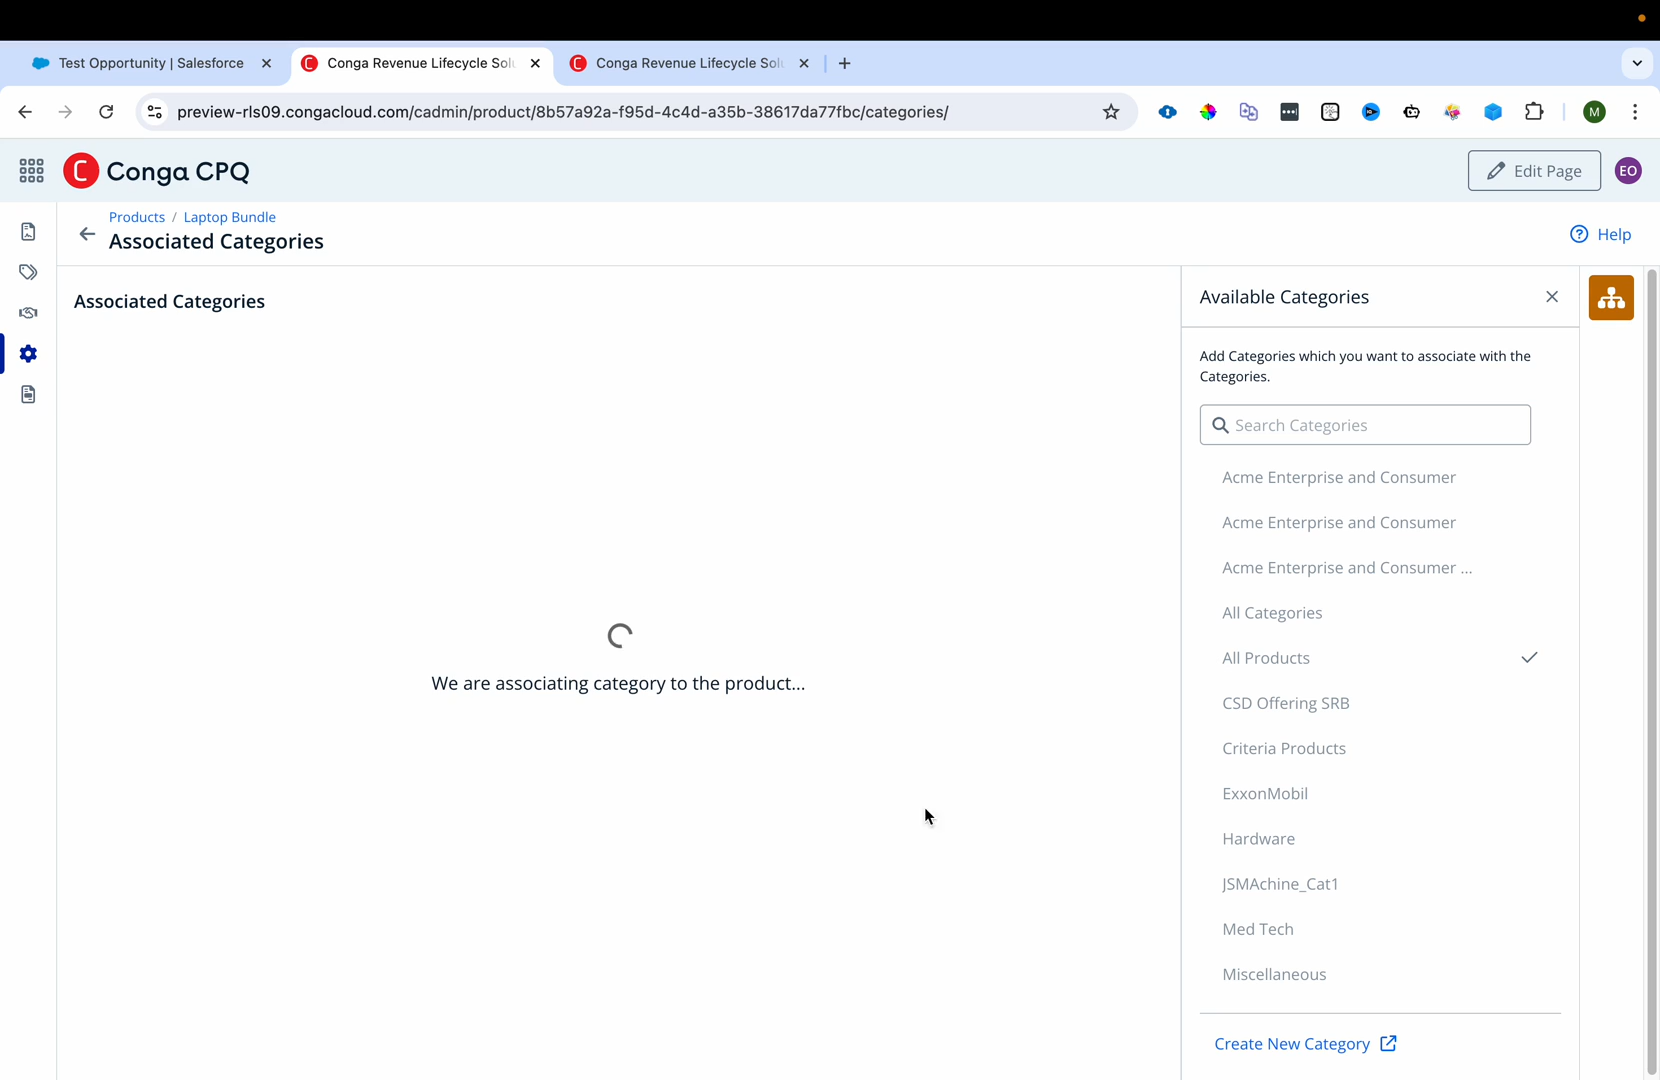 Test Opportunity | Salesforce
Conga Revenue Lifecycle Sol
Conga Revenue Lifecycle Sol
preview-rls09.congacloud.com/cadmin/product/8b57a92a-f95d-4c4d-a35b-38617da77fbc/categories/
M
C
Conga CPQ
Edit Page
EO
Products / Laptop Bundle
Associated Categories
Help
Associated Categories
We are associating category to the product...
Available Categories
Add Categories which you want to associate with the
Categories.
Search Categories
Acme Enterprise and Consumer
Acme Enterprise and Consumer
Acme Enterprise and Consumer ...
All Categories
All Products
CSD Offering SRB
Criteria Products
ExxonMobil
Hardware
JSMAchine_Cat1
Med Tech
Miscellaneous
Create New Category